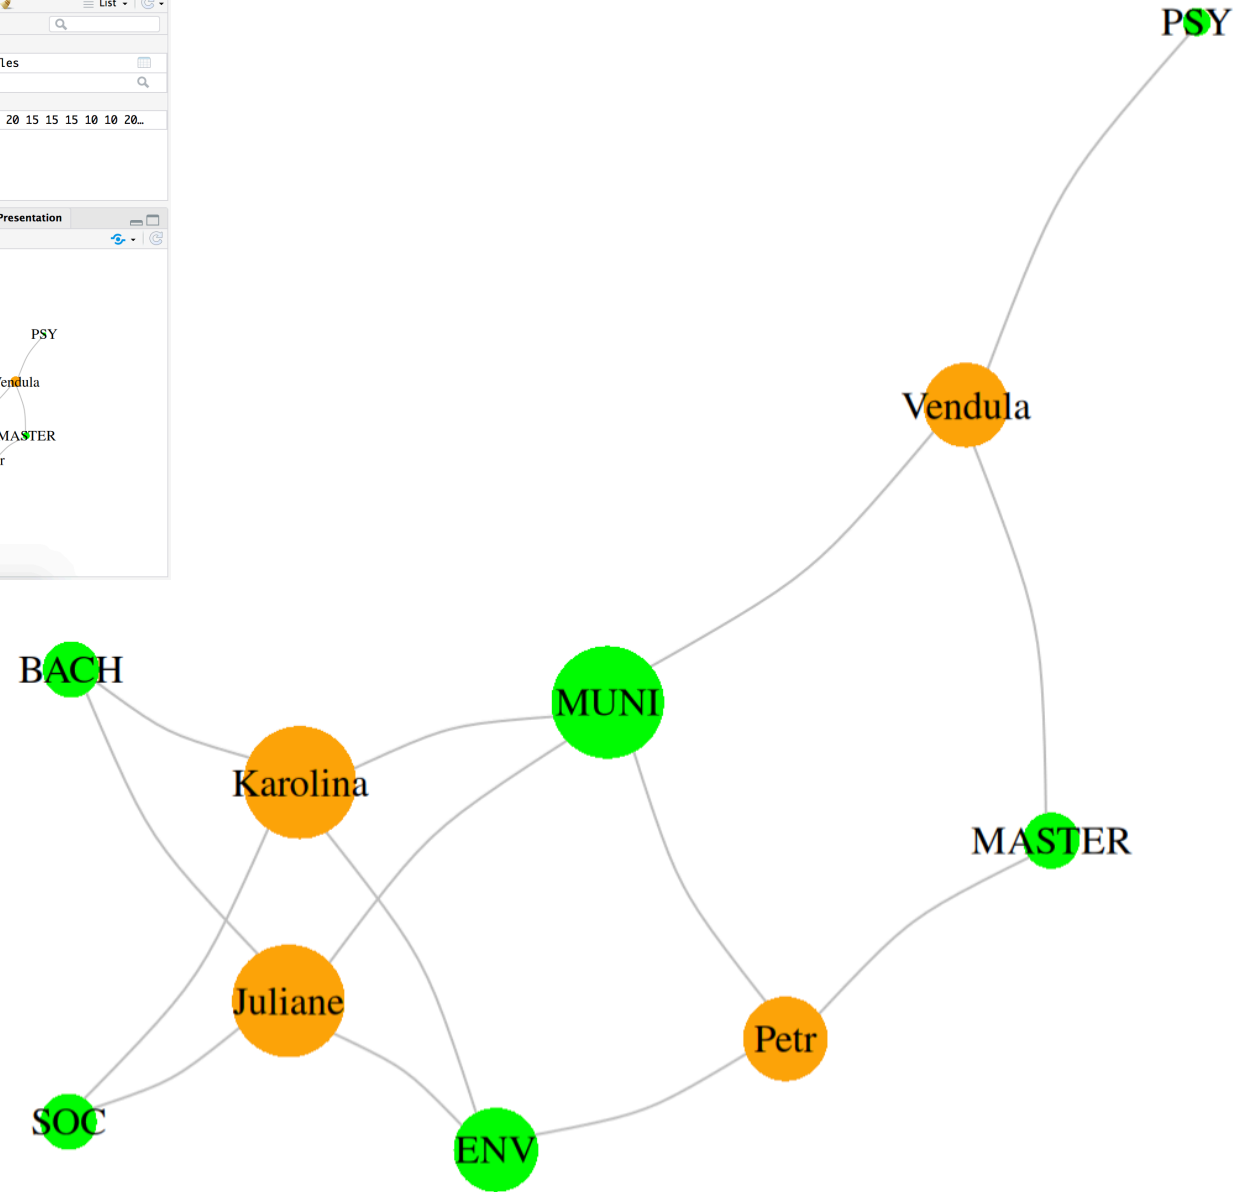 List
les
20 15 15 15 10 10 20…
Presentation
PSY
endula
MASTER
r
PSY
Vendula
BACH
MUNI
Karolina
MASTER
Juliane
Petr
SOC
ENV